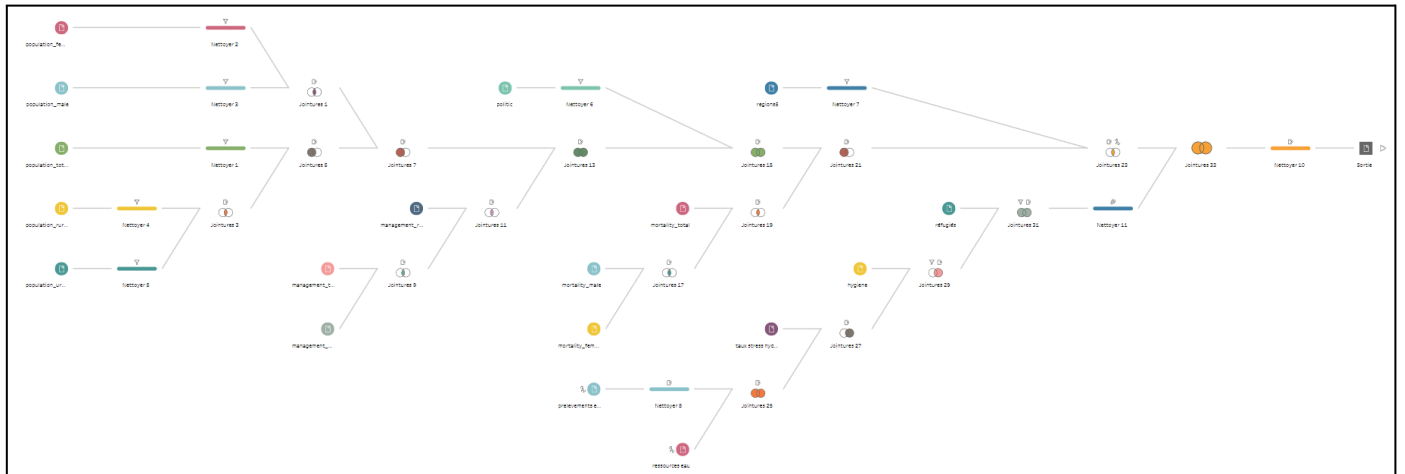 population_fe...
Nettoyer 2
population_male
Nettoyer 3
Jointures 1
politic
Nettoyer 6
regions6
Nettoyer 7
population_tot...
Nettoyer 1
Jointures 5
Jointures 7
Jointures 13
Jointures 15
Jointures 21
Jointures 23
Jointures 33
Nettoyer 10
Sortie
population_rur...
Nettoyer 4
Jointures 3
management_r...
Jointures 11
mortality_total
Jointures 19
réfugiés
Jointures 31
Nettoyer 11
population_ur...
Nettoyer 5
management_t...
Jointures 9
mortality_male
Jointures 17
hygiene
Jointures 29
management_...
mortality_fem...
taux stress hyd...
Jointures 27
prelevements e...
Nettoyer 8
Jointures 25
ressources eau